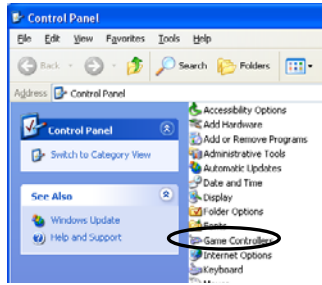 Control Panel
File Edit View Favorites Tools Help
Back Search Folders
Address Control Panel
Control Panel
Switch to Category View
See Also
Windows Update
Help and Support
Accessibility Options
Add Hardware
Add or Remove Programs
Administrative Tools
Automatic Updates
Date and Time
Display
Folder Options
Fonts
Game Controllers
Internet Options
Keyboard
Mouse